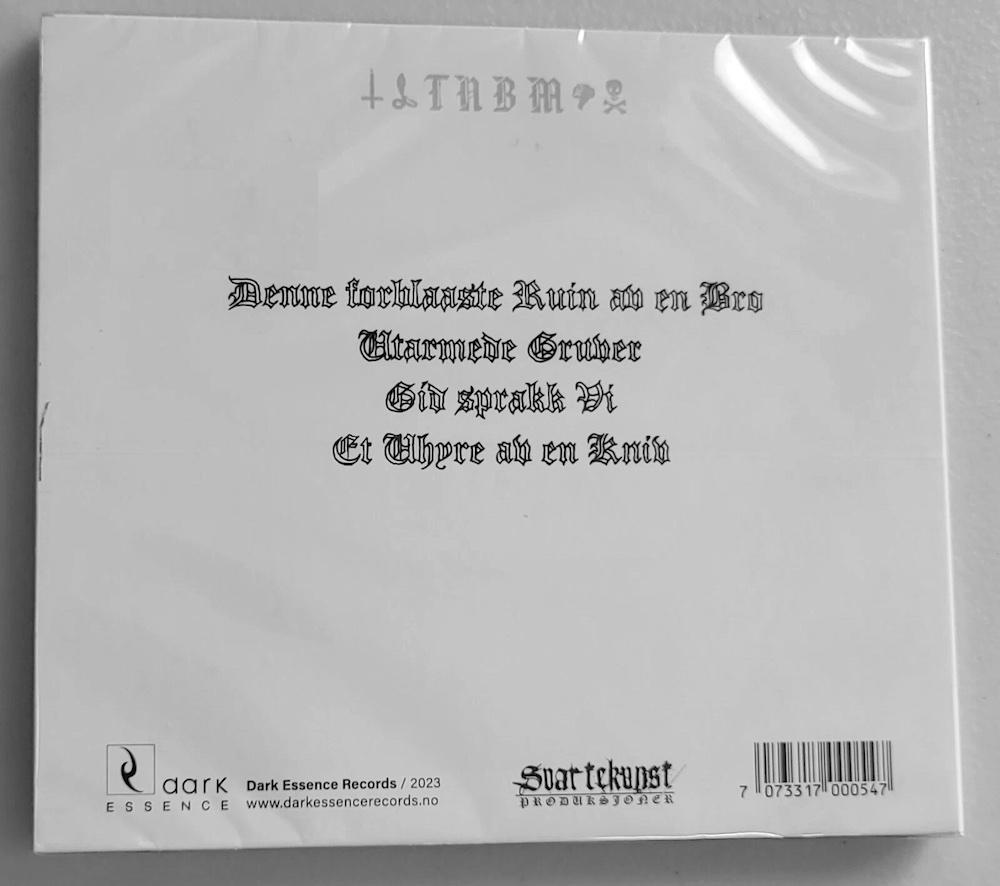 TNBM
Denne forblaaste Ruin av en Bro
Utarmede Gruver
Gid sprakk Vi
Et Uhyre av en Kniv
dark
ESSENCE
Dark Essence Records / 2023
www.darkessencerecords.no
Svartekunst
PRODUKSJONER
7 073317 000547